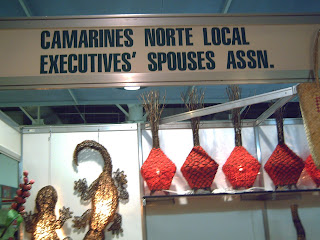 CAMARINES NORTE LOCAL
EXECUTIVES' SPOUSES ASSN.